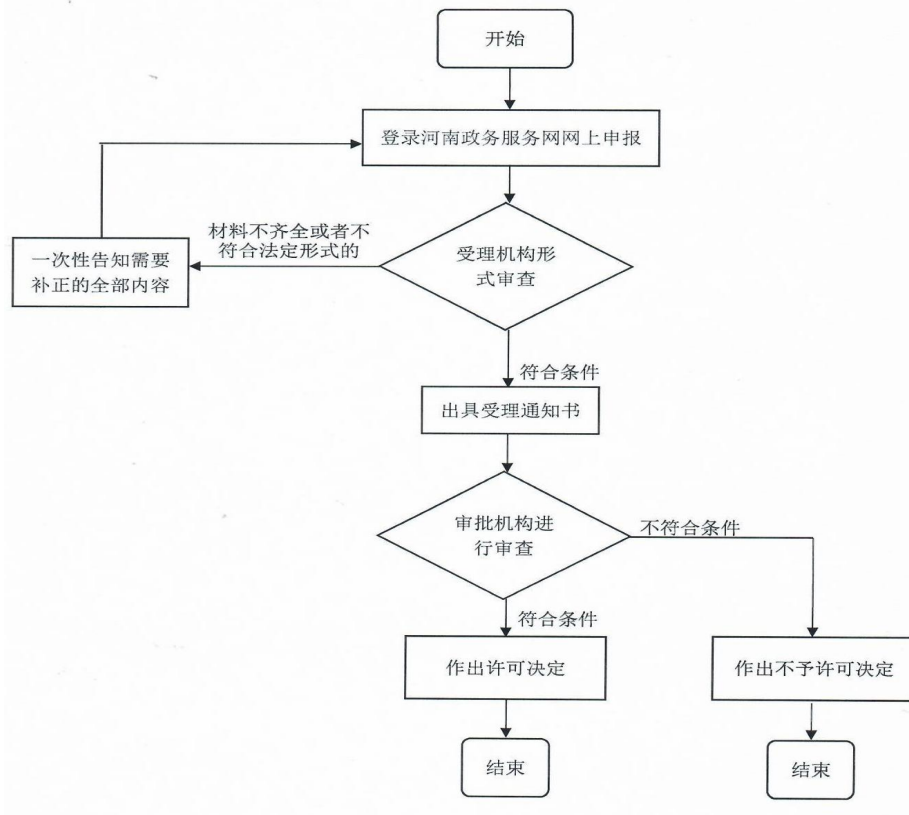 开始
登录河南政务服务网网上申报
材料不齐全或者不
符合法定形式的
受理机构形
式审查
一次性告知需要
补正的全部内容
符合条件
出具受理通知书
审批机构进
行审查
不符合条件
符合条件
作出许可决定
作出不予许可决定
结束
结束